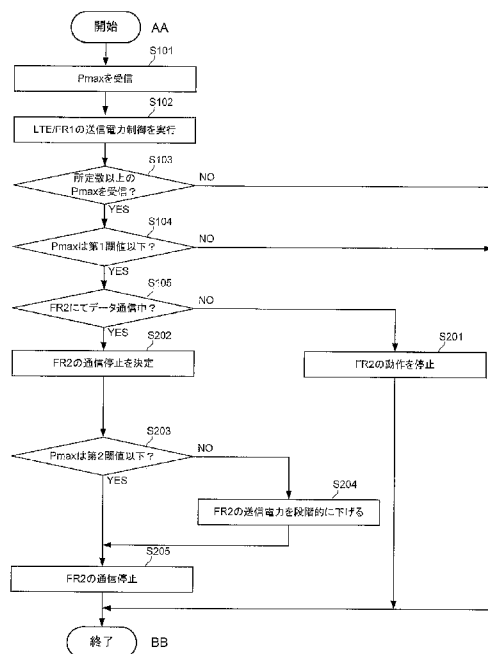 開始 AA
S101
Pmaxを受信
S102
LTE/FR1の送信電力制御を実行
S103
所定数以上の
Pmaxを受信？
NO
YES
S104
Pmaxは第1閾値以下？
NO
YES
S105
FR2にてデータ通信中？
NO
YES
S202
FR2の通信停止を決定
S201
FR2の動作を停止
S203
Pmaxは第2閾値以下？
NO
YES
S204
FR2の送信電力を段階的に下げる
S205
FR2の通信停止
終了 BB